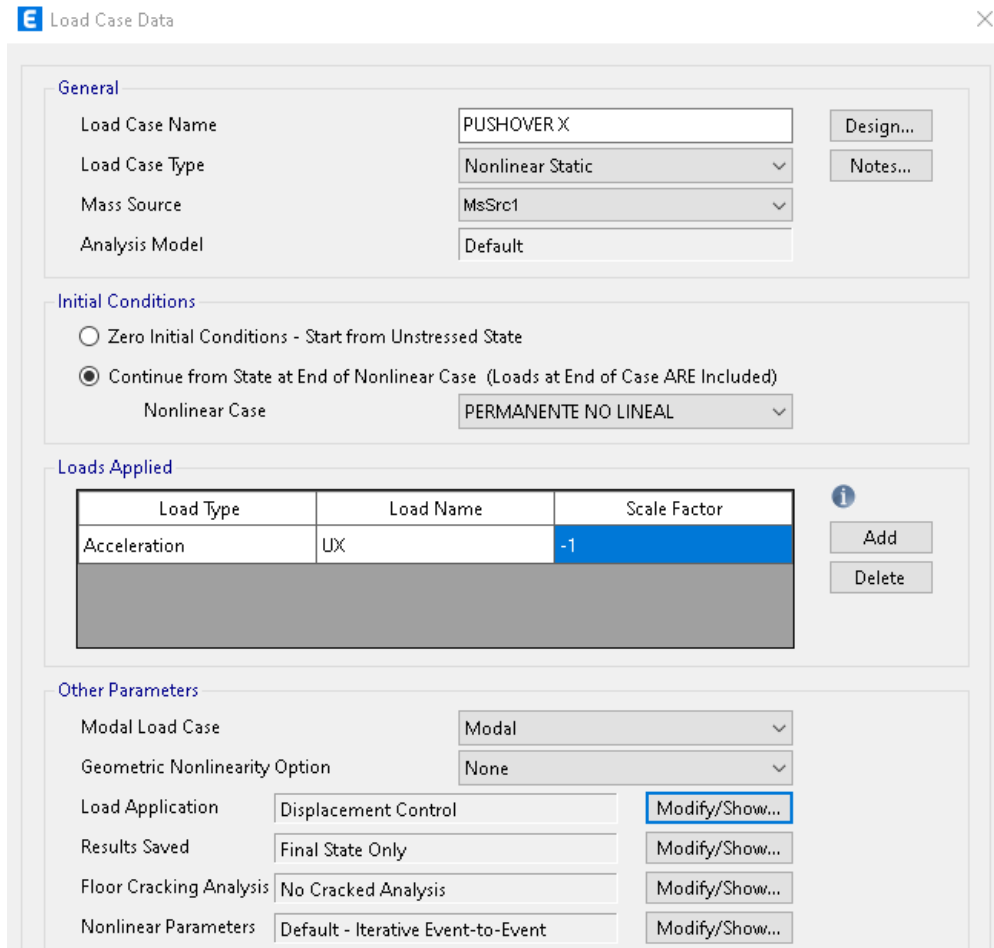 E Load Case Data
General
Load Case Name PUSHOVER X Design...
Load Case Type Nonlinear Static Notes...
Mass Source MsSrc1
Analysis Model Default
Initial Conditions
Zero Initial Conditions - Start from Unstressed State
Continue from State at End of Nonlinear Case (Loads at End of Case ARE Included)
Nonlinear Case PERMANENTE NO LINEAL
Loads Applied
Load Type Load Name Scale Factor i
Acceleration UX -1 Add
Delete
Other Parameters
Modal Load Case Modal
Geometric Nonlinearity Option None
Load Application Displacement Control Modify/Show...
Results Saved Final State Only Modify/Show...
Floor Cracking Analysis No Cracked Analysis Modify/Show...
Nonlinear Parameters Default - Iterative Event-to-Event Modify/Show...